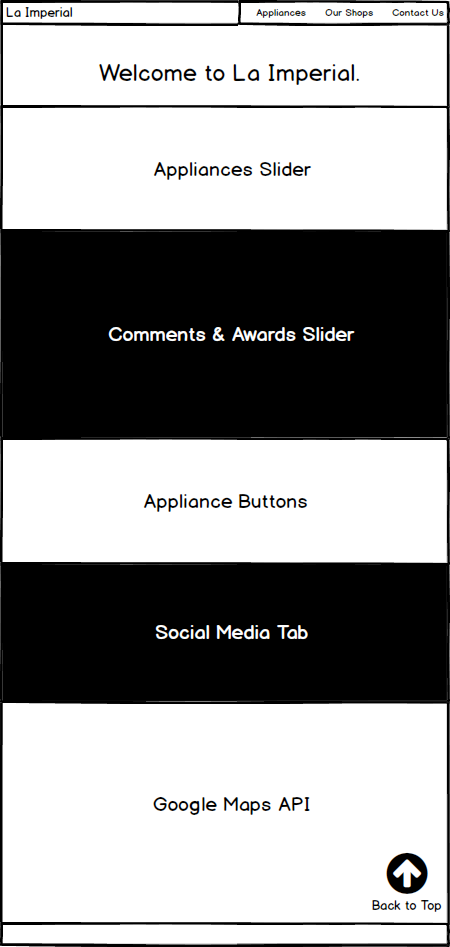 La Imperial
Appliances Our Shops Contact Us
Welcome to La Imperial.
Appliances Slider
Comments & Awards Slider
Appliance Buttons
Social Media Tab
Google Maps API
Back to Top